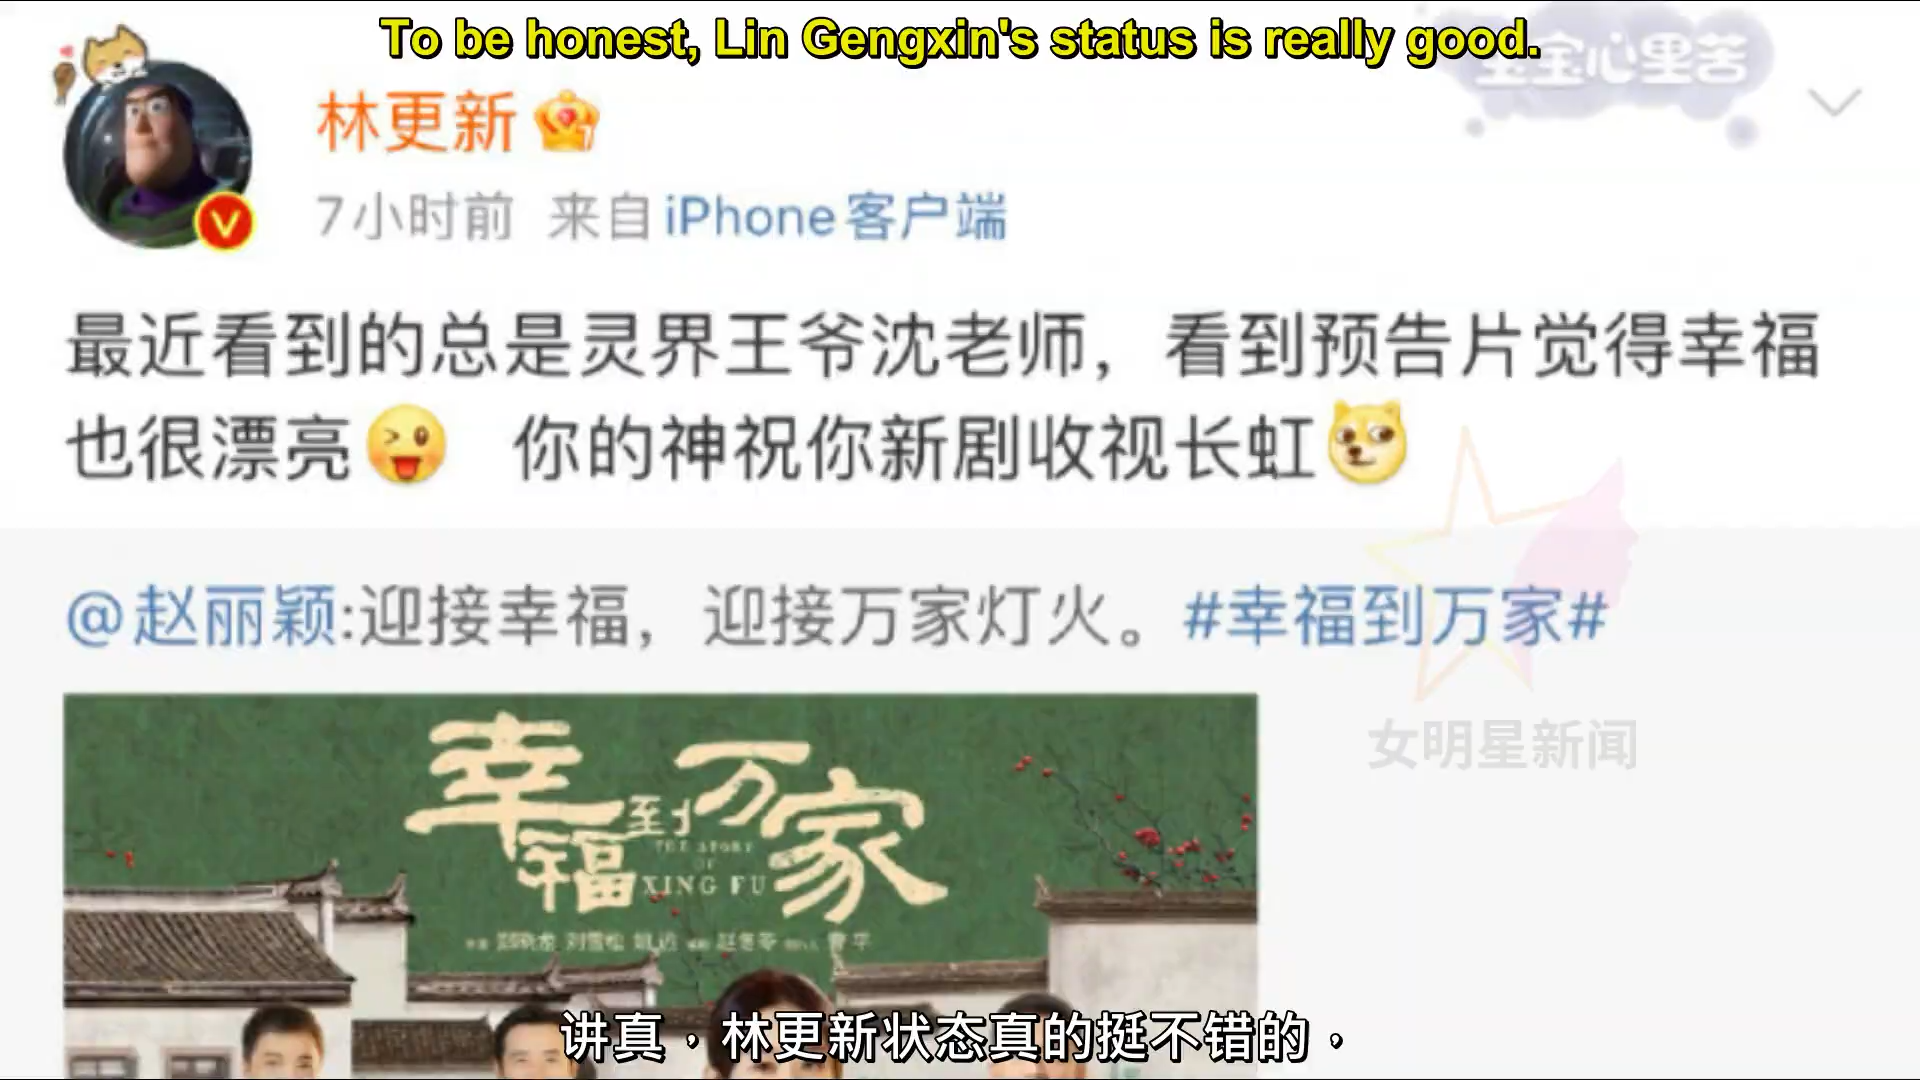 To be honest, Lin Gengxin's status is really good.
宝宝心里苦
林更新
7小时前 来自 iPhone客户端
最近看到的总是灵界王爷沈老师，看到预告片觉得幸福
也很漂亮 你的神祝你新剧收视长虹
@赵丽颖:迎接幸福，迎接万家灯火。#幸福到万家#
女明星新闻
幸福到万家
THE STORY
OF
XING FU
讲真，林更新状态真的挺不错的，